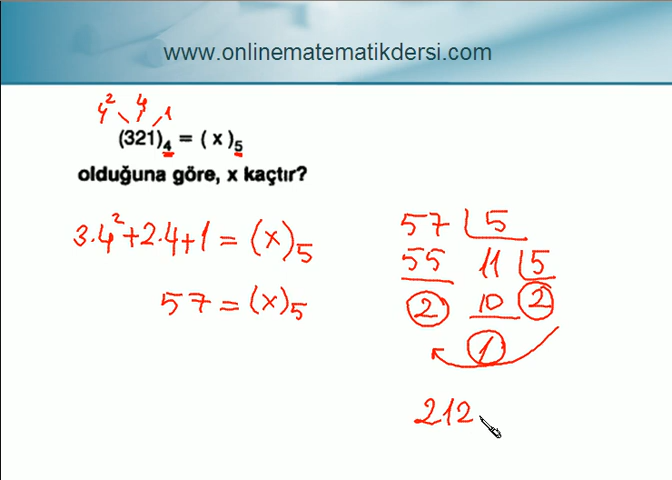 www.onlinematematikdersi.com
4² 4 1
(321)₄ = ( x )₅
olduğuna göre, x kaçtır?
3.4²+2.4+1 = (x)₅
57 = (x)₅
57 5
55 11 5
2 10 2
1
212